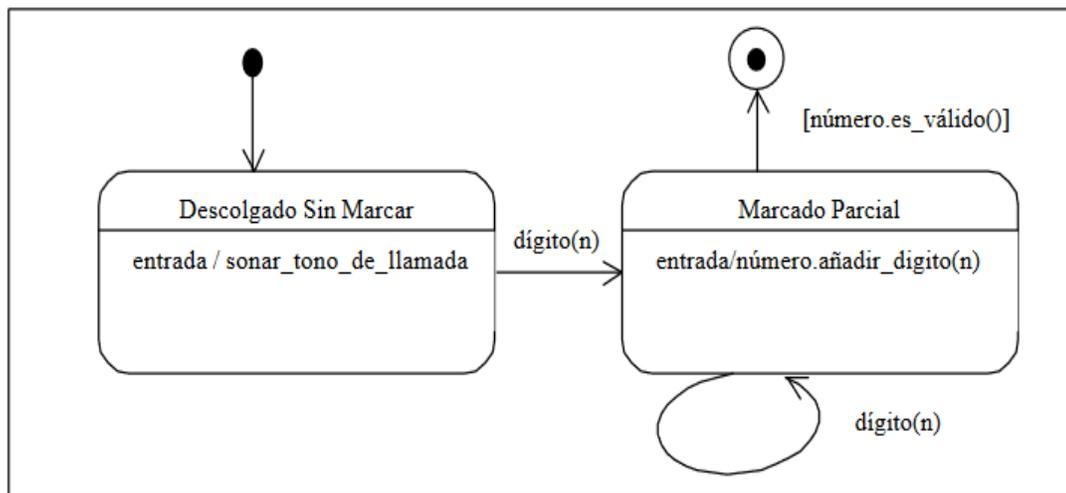 [número.es_válido()]
Descolgado Sin Marcar
entrada / sonar_tono_de_llamada
dígito(n)
Marcado Parcial
entrada/número.añadir_digito(n)
dígito(n)